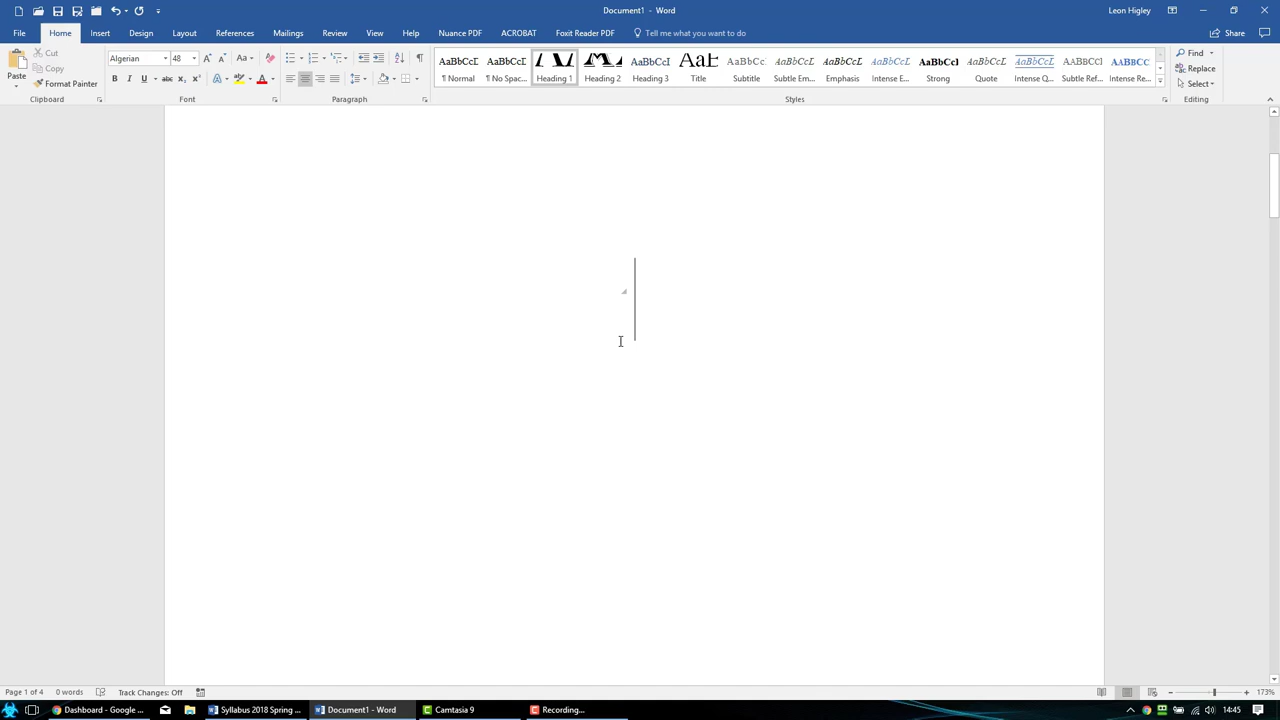 Document1 - Word
Leon Higley
File Home Insert Draw Design Layout References Mailings Review View Help Nuance PDF ACROBAT Foxit Reader PDF Tell me what you want to do Share
Paste
Cut
Copy
Format Painter
Clipboard
Algerian 48
Aa
B I U abc x₂ x²
Font
Paragraph
AaBbCcI AaBbCcI AaBbCcI AaBbCc AaBbCcL AaBbCcL AaBbCcL AaBbCcI AaBbCcL AaBbCcL AaBbCcI AaBbCc
¶ Normal ¶ No Spac... Heading 1 Heading 2 Heading 3 Title Subtitle Subtle Em... Emphasis Intense E... Strong Quote Intense Q... Subtle Ref... Intense Re...
Styles
Find
Replace
Select
Editing
Page 1 of 4 0 words Track Changes: Off 173%
Dashboard - Google ... Syllabus 2018 Spring ... Document1 - Word Camtasia 9 Recording... 14:45